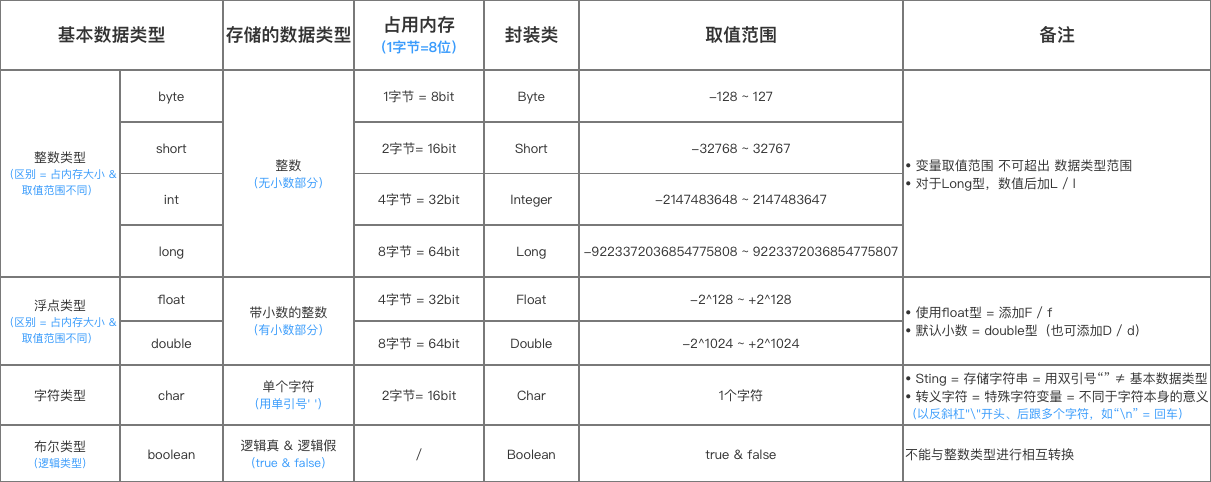 基本数据类型
存储的数据类型
占用内存
(1字节=8位)
封装类
取值范围
备注
整数类型
(区别 = 占内存大小 &
取值范围不同)
byte
整数
(无小数部分)
1字节 = 8bit
Byte
-128 ~ 127
• 变量取值范围 不可超出 数据类型范围
• 对于Long型，数值后加L / l
short
2字节= 16bit
Short
-32768 ~ 32767
int
4字节 = 32bit
Integer
-2147483648 ~ 2147483647
long
8字节 = 64bit
Long
-9223372036854775808 ~ 9223372036854775807
浮点类型
(区别 = 占内存大小 &
取值范围不同)
float
带小数的整数
(有小数部分)
4字节 = 32bit
Float
-2^128 ~ +2^128
• 使用float型 = 添加F / f
• 默认小数 = double型（也可添加D / d）
double
8字节 = 64bit
Double
-2^1024 ~ +2^1024
字符类型
char
单个字符
(用单引号' ')
2字节= 16bit
Char
1个字符
• Sting = 存储字符串 = 用双引号“” ≠ 基本数据类型
• 转义字符 = 特殊字符变量 = 不同于字符本身的意义
（以反斜杠"\"开头、后跟多个字符，如“\n” = 回车）
布尔类型
(逻辑类型)
boolean
逻辑真 & 逻辑假
(true & false)
/
Boolean
true & false
不能与整数类型进行相互转换